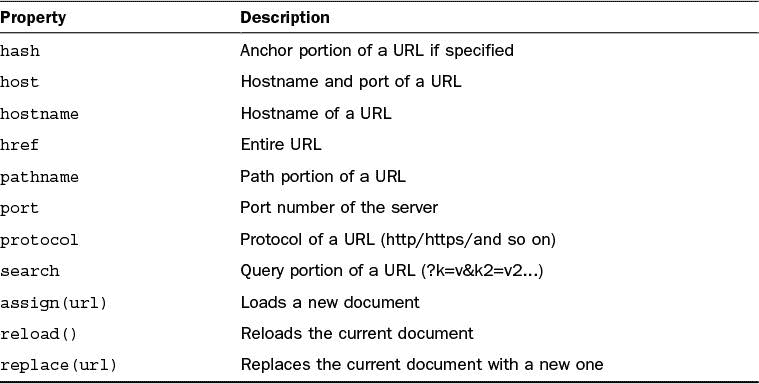 Property Description
hash Anchor portion of a URL if specified
host Hostname and port of a URL
hostname Hostname of a URL
href Entire URL
pathname Path portion of a URL
port Port number of the server
protocol Protocol of a URL (http/https/and so on)
search Query portion of a URL (?k=v&k2=v2...)
assign(url) Loads a new document
reload() Reloads the current document
replace(url) Replaces the current document with a new one